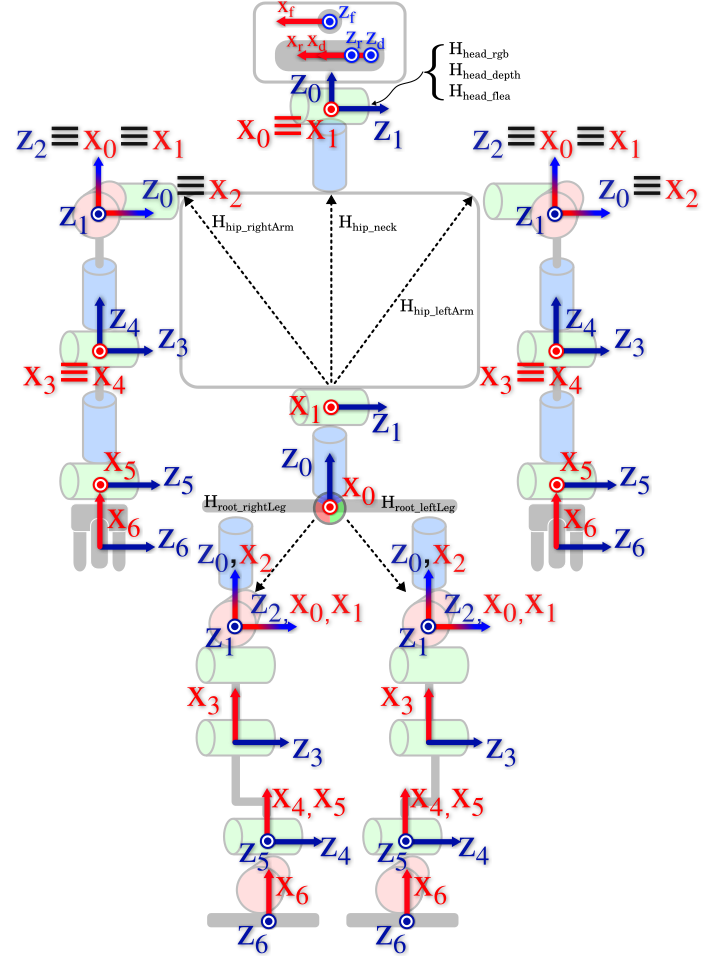 x_f z_f
x_r x_d z_r z_d
H_head_rgb
H_head_depth
H_head_flea
z_0
x_0 ≡ x_1 z_1
z_2 ≡ x_0 ≡ x_1
z_2 ≡ x_0 ≡ x_1
z_0 ≡ x_2
z_1
z_0 ≡ x_2
z_1
H_hip_rightArm
H_hip_neck
H_hip_leftArm
z_4
z_3
x_3 ≡ x_4
z_4
z_3
x_3 ≡ x_4
x_1
z_1
z_0
x_0
x_5
z_5
x_6
z_6
x_5
z_5
x_6
z_6
H_root_rightLeg
H_root_leftLeg
z_0,x_2
z_2,x_0,x_1
z_1
z_0,x_2
z_2,x_0,x_1
z_1
x_3
z_3
x_3
z_3
x_4,x_5
z_5 z_4
x_4,x_5
z_5 z_4
x_6
z_6
x_6
z_6